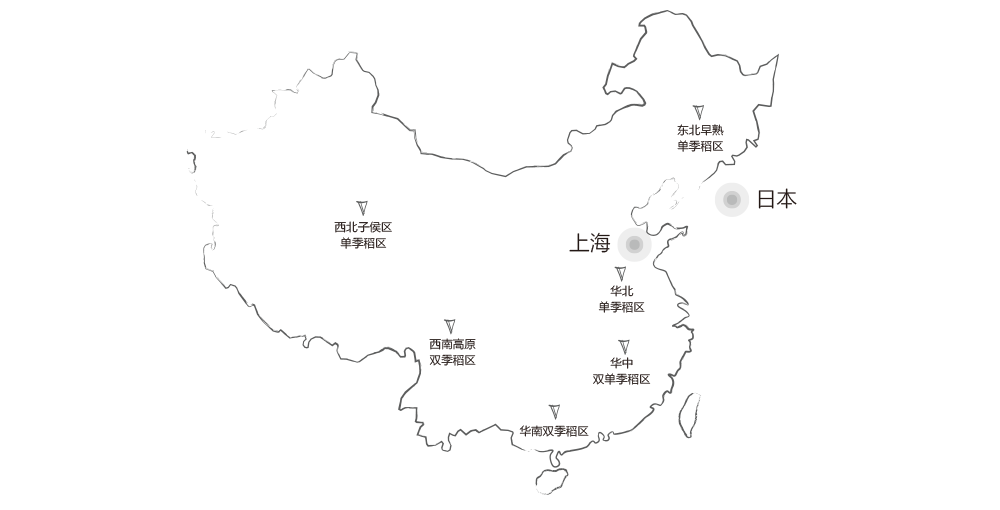 东北早熟
单季稻区
日本
西北子侯区
单季稻区
上海
华北
单季稻区
西南高原
双季稻区
华中
双单季稻区
华南双季稻区